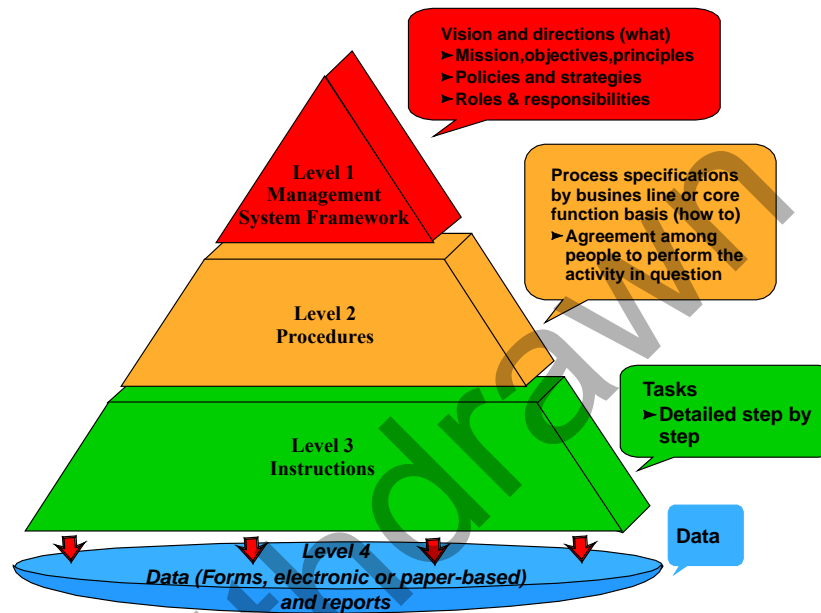 Vision and directions (what)
➤ Mission,objectives,principles
➤ Policies and strategies
➤ Roles & responsibilities
Level 1
Management
System Framework
Process specifications
by busines line or core
function basis (how to)
➤ Agreement among
people to perform the
activity in question
Level 2
Procedures
Tasks
➤ Detailed step by
step
Level 3
Instructions
Data
Level 4
Data (Forms, electronic or paper-based)
and reports
thdrawn